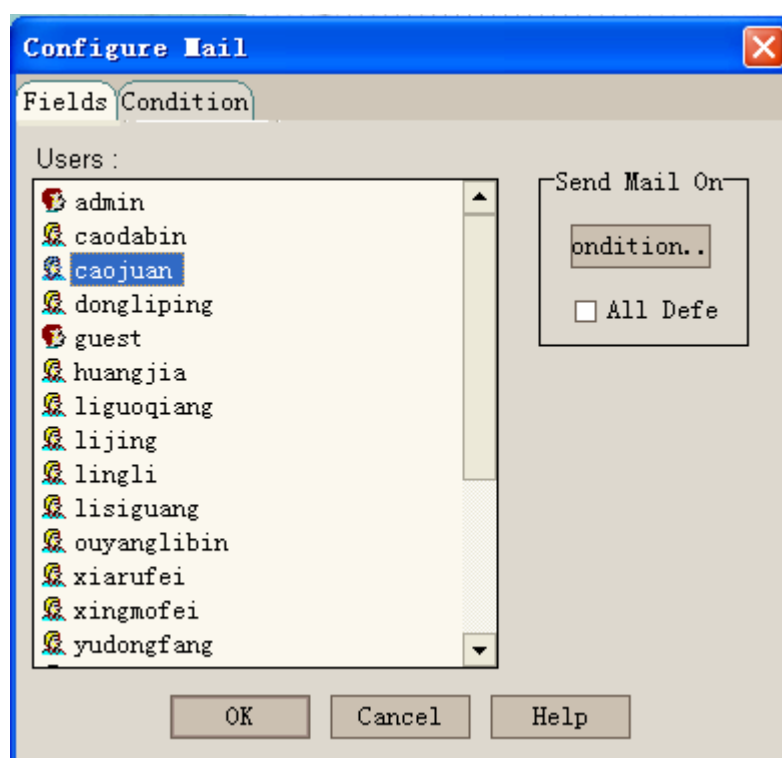 Configure Mail
Fields
Condition
Users :
admin
caodabin
caojuan
dongliping
guest
huangjia
liguoqiang
lijing
lingli
lisiguang
ouyanglibin
xiarufei
xingmofei
yudongfang
Send Mail On
ondition..
All Defe
OK
Cancel
Help